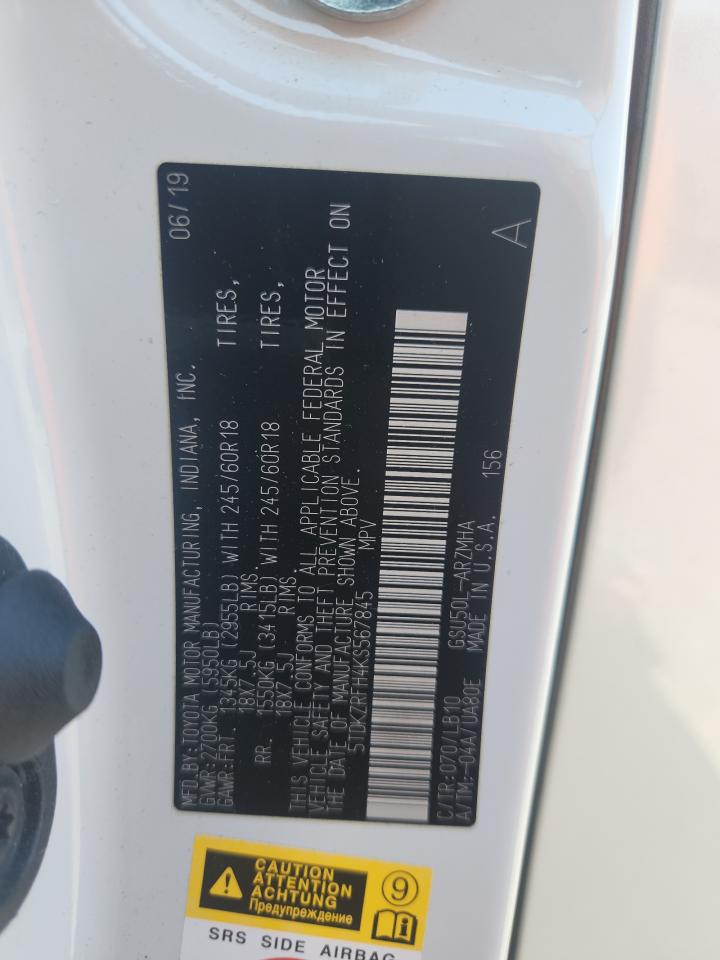 MFD.BY:TOYOTA MOTOR MANUFACTURING, INDIANA, INC. 06/19
GVWR:2700KG (5950LB)
GAWR:FRT. 1345KG (2955LB) WITH 245/60R18 TIRES,
18X7.5J RIMS
RR. 1550KG (3415LB) WITH 245/60R18 TIRES,
18X7.5J RIMS.
THIS VEHICLE CONFORMS TO ALL APPLICABLE FEDERAL MOTOR
VEHICLE SAFETY AND THEFT PREVENTION STANDARDS IN EFFECT ON
THE DATE OF MANUFACTURE SHOWN ABOVE.
5TDKZRFH4KS567845 MPV
C/TR:070/LB10 GSU50L-ARZMHA
A/TM:-04A/UA80E MADE IN U.S.A. 156 A
CAUTION
ATTENTION
ACHTUNG
Предупреждение
9
SRS SIDE AIRBAG